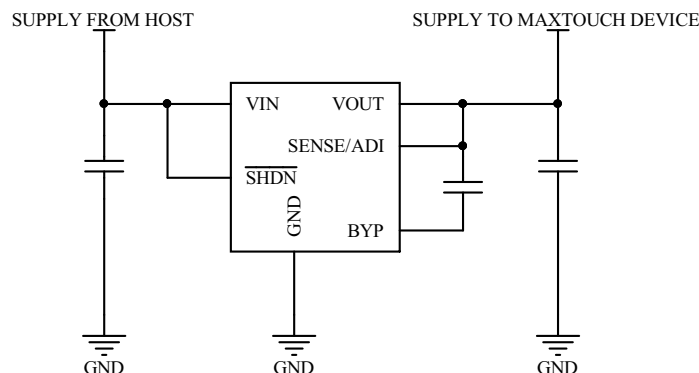 SUPPLY FROM HOST
SUPPLY TO MAXTOUCH DEVICE
VIN
VOUT
SENSE/ADI
SHDN
GND
BYP
GND
GND
GND